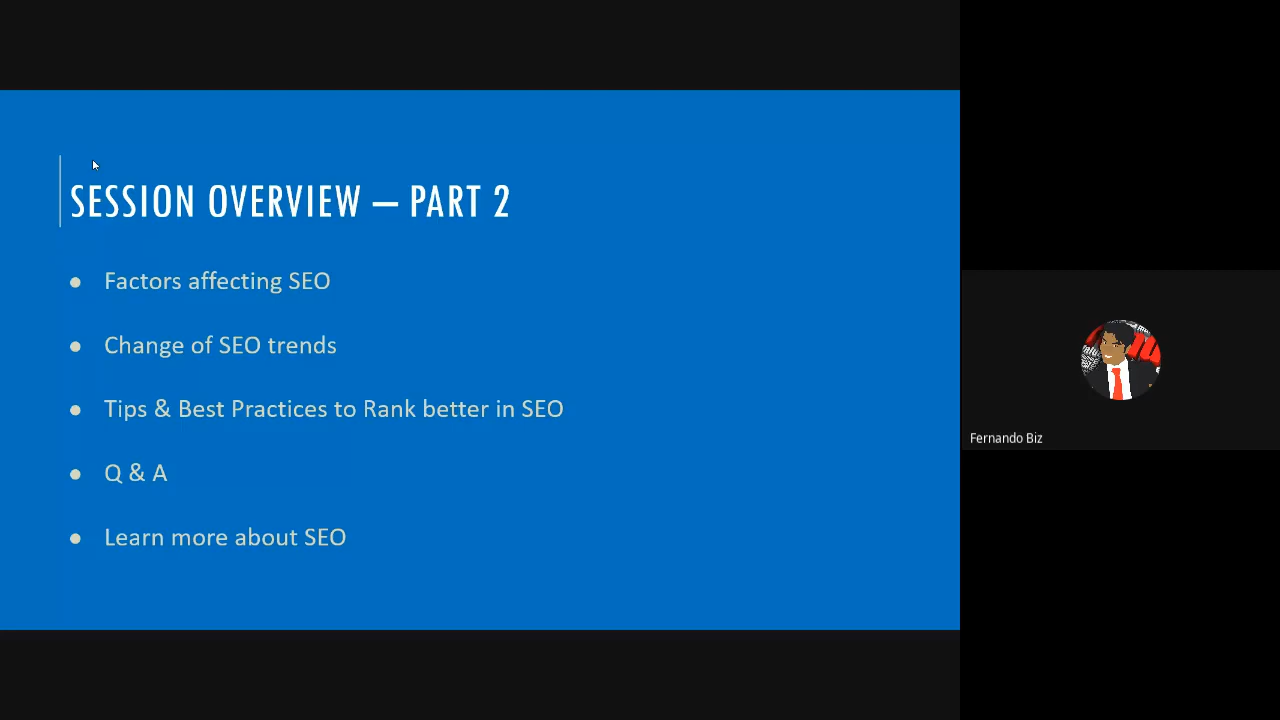 SESSION OVERVIEW – PART 2
● Factors affecting SEO
● Change of SEO trends
● Tips & Best Practices to Rank better in SEO
● Q & A
● Learn more about SEO
Fernando Biz